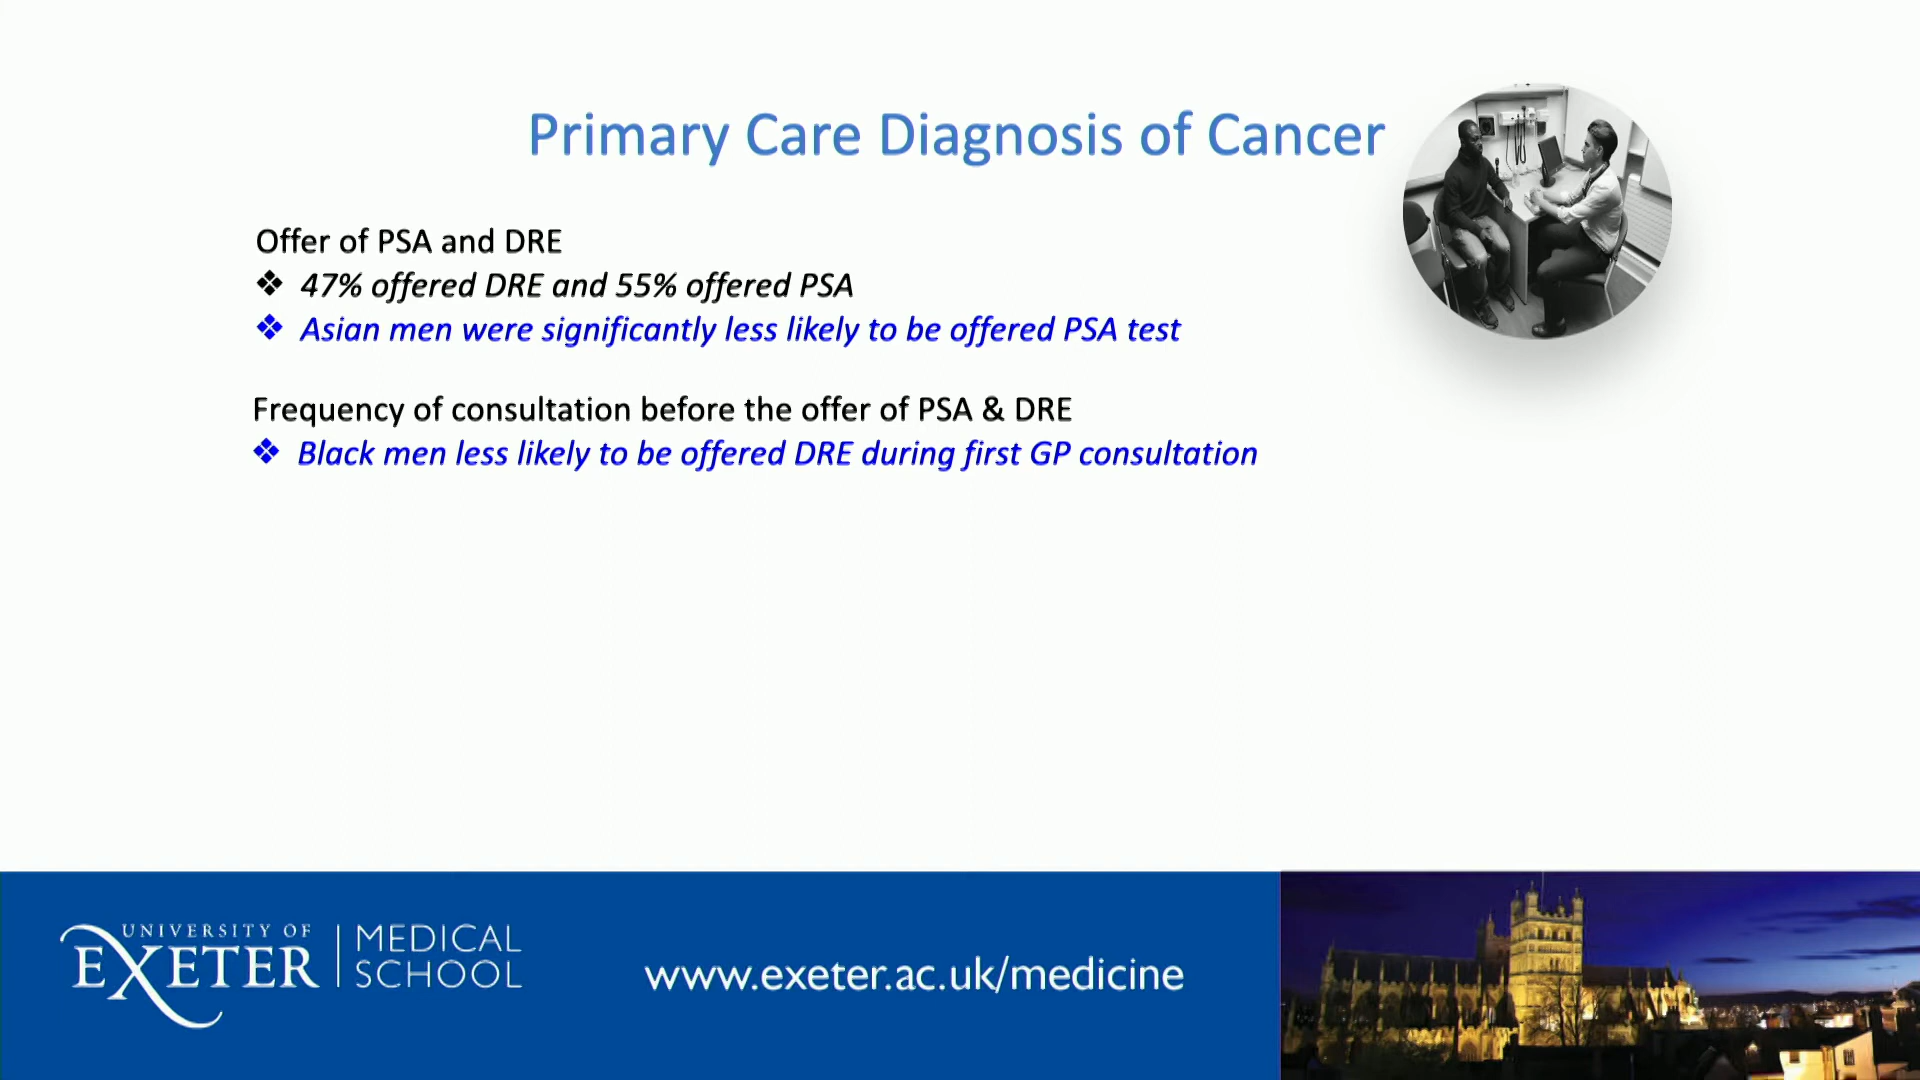 Primary Care Diagnosis of Cancer
Offer of PSA and DRE
❖ 47% offered DRE and 55% offered PSA
❖ Asian men were significantly less likely to be offered PSA test
Frequency of consultation before the offer of PSA & DRE
❖ Black men less likely to be offered DRE during first GP consultation
UNIVERSITY OF
EXETER
MEDICAL
SCHOOL
www.exeter.ac.uk/medicine